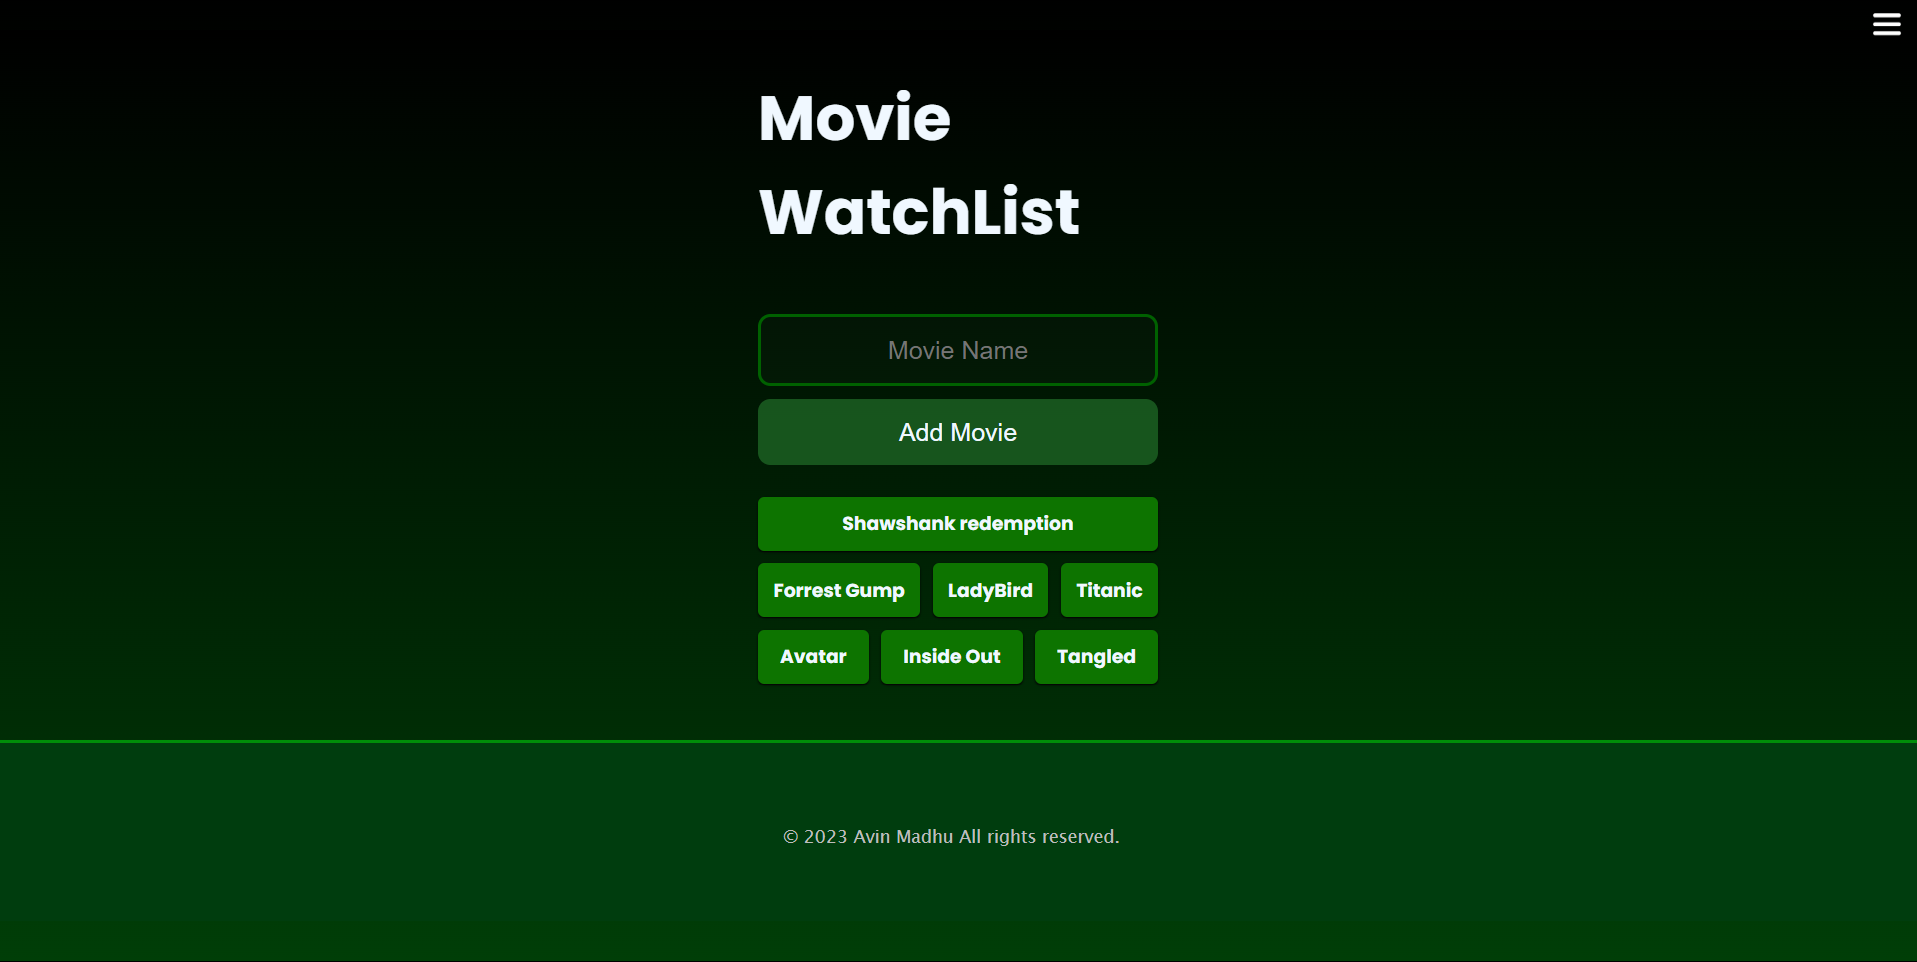 Movie
WatchList
Movie Name
Add Movie
Shawshank redemption
Forrest Gump LadyBird Titanic
Avatar Inside Out Tangled
© 2023 Avin Madhu All rights reserved.